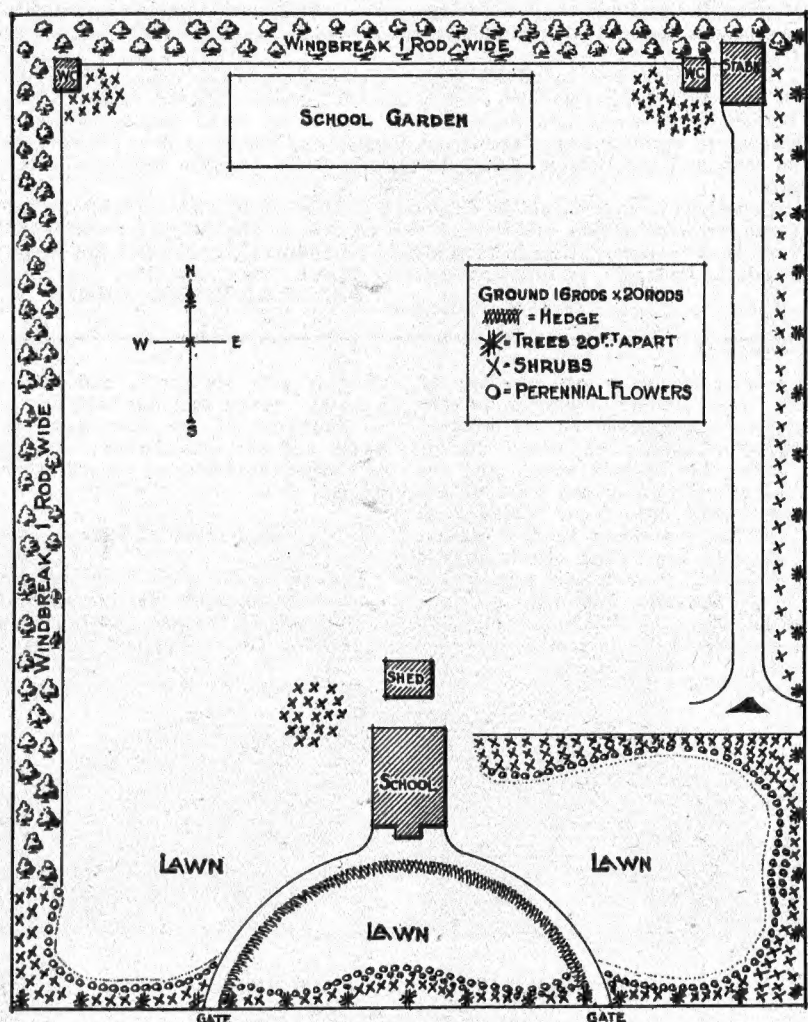 WINDBREAK 1 ROD WIDE
WC
WC
STABLE
SCHOOL GARDEN
N
W E
S
GROUND 16 RODS x 20 RODS
= HEDGE
= TREES 20 FT APART
X = SHRUBS
O = PERENNIAL FLOWERS
WINDBREAK 1 ROD WIDE
SHED
SCHOOL
LAWN
LAWN
LAWN
GATE
GATE